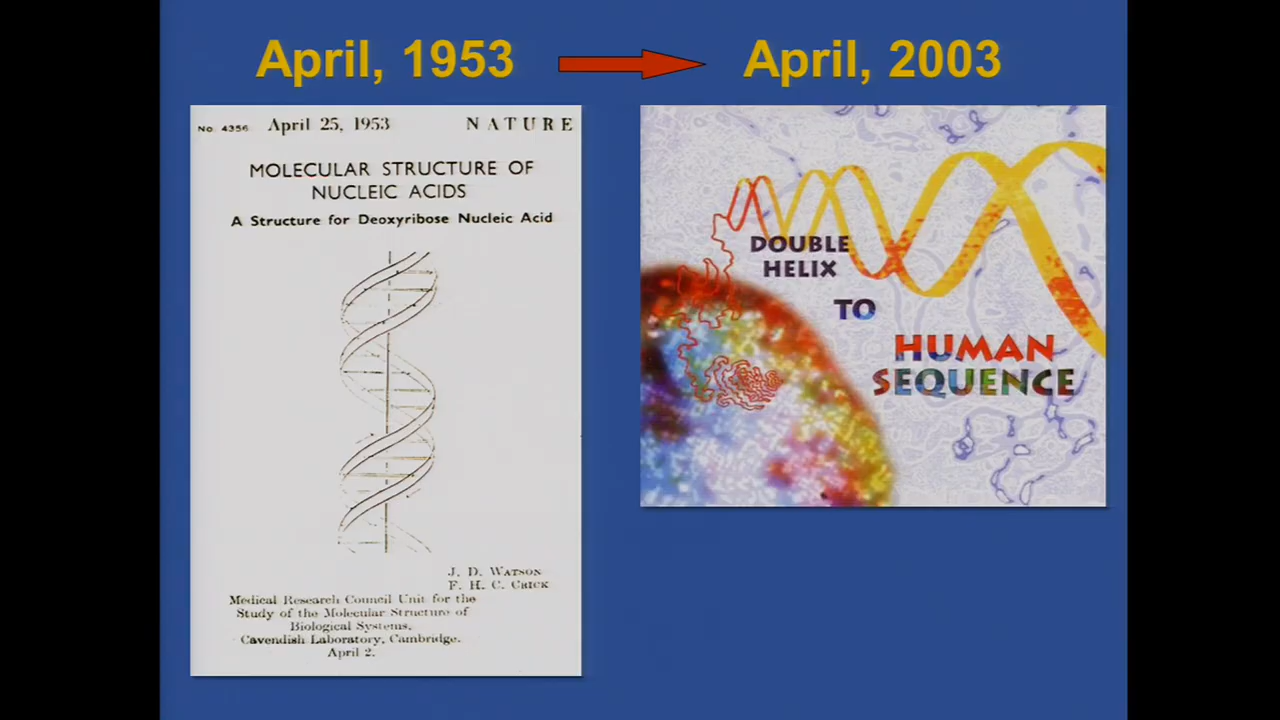 April, 1953
April, 2003
No. 4356 April 25, 1953 NATURE
MOLECULAR STRUCTURE OF
NUCLEIC ACIDS
A Structure for Deoxyribose Nucleic Acid
J. D. WATSON
F. H. C. CRICK
Medical Research Council Unit for the
Study of the Molecular Structure of
Biological Systems,
Cavendish Laboratory, Cambridge.
April 2.
DOUBLE
HELIX
TO
HUMAN
SEQUENCE